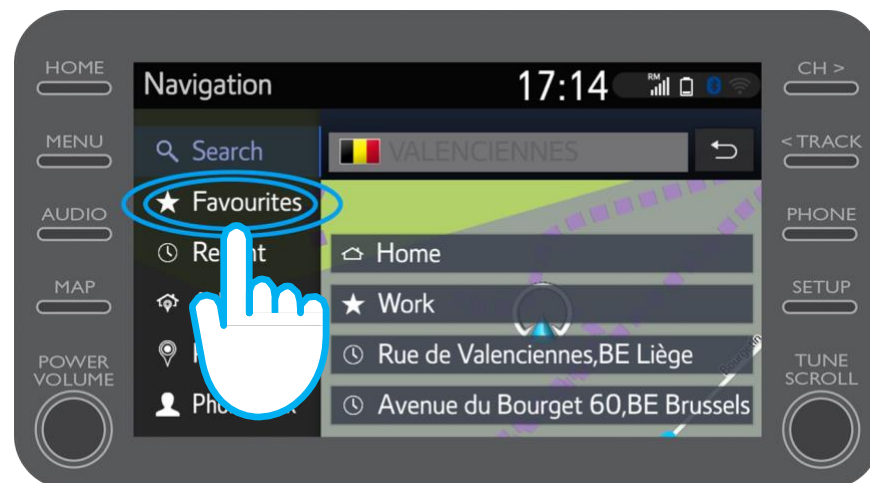 HOME
MENU
AUDIO
MAP
POWER
VOLUME
Navigation
17:14
RM
Search
Favourites
VALENCIENNES
Home
Work
Rue de Valenciennes,BE Liège
Avenue du Bourget 60,BE Brussels
CH >
< TRACK
PHONE
SETUP
TUNE
SCROLL